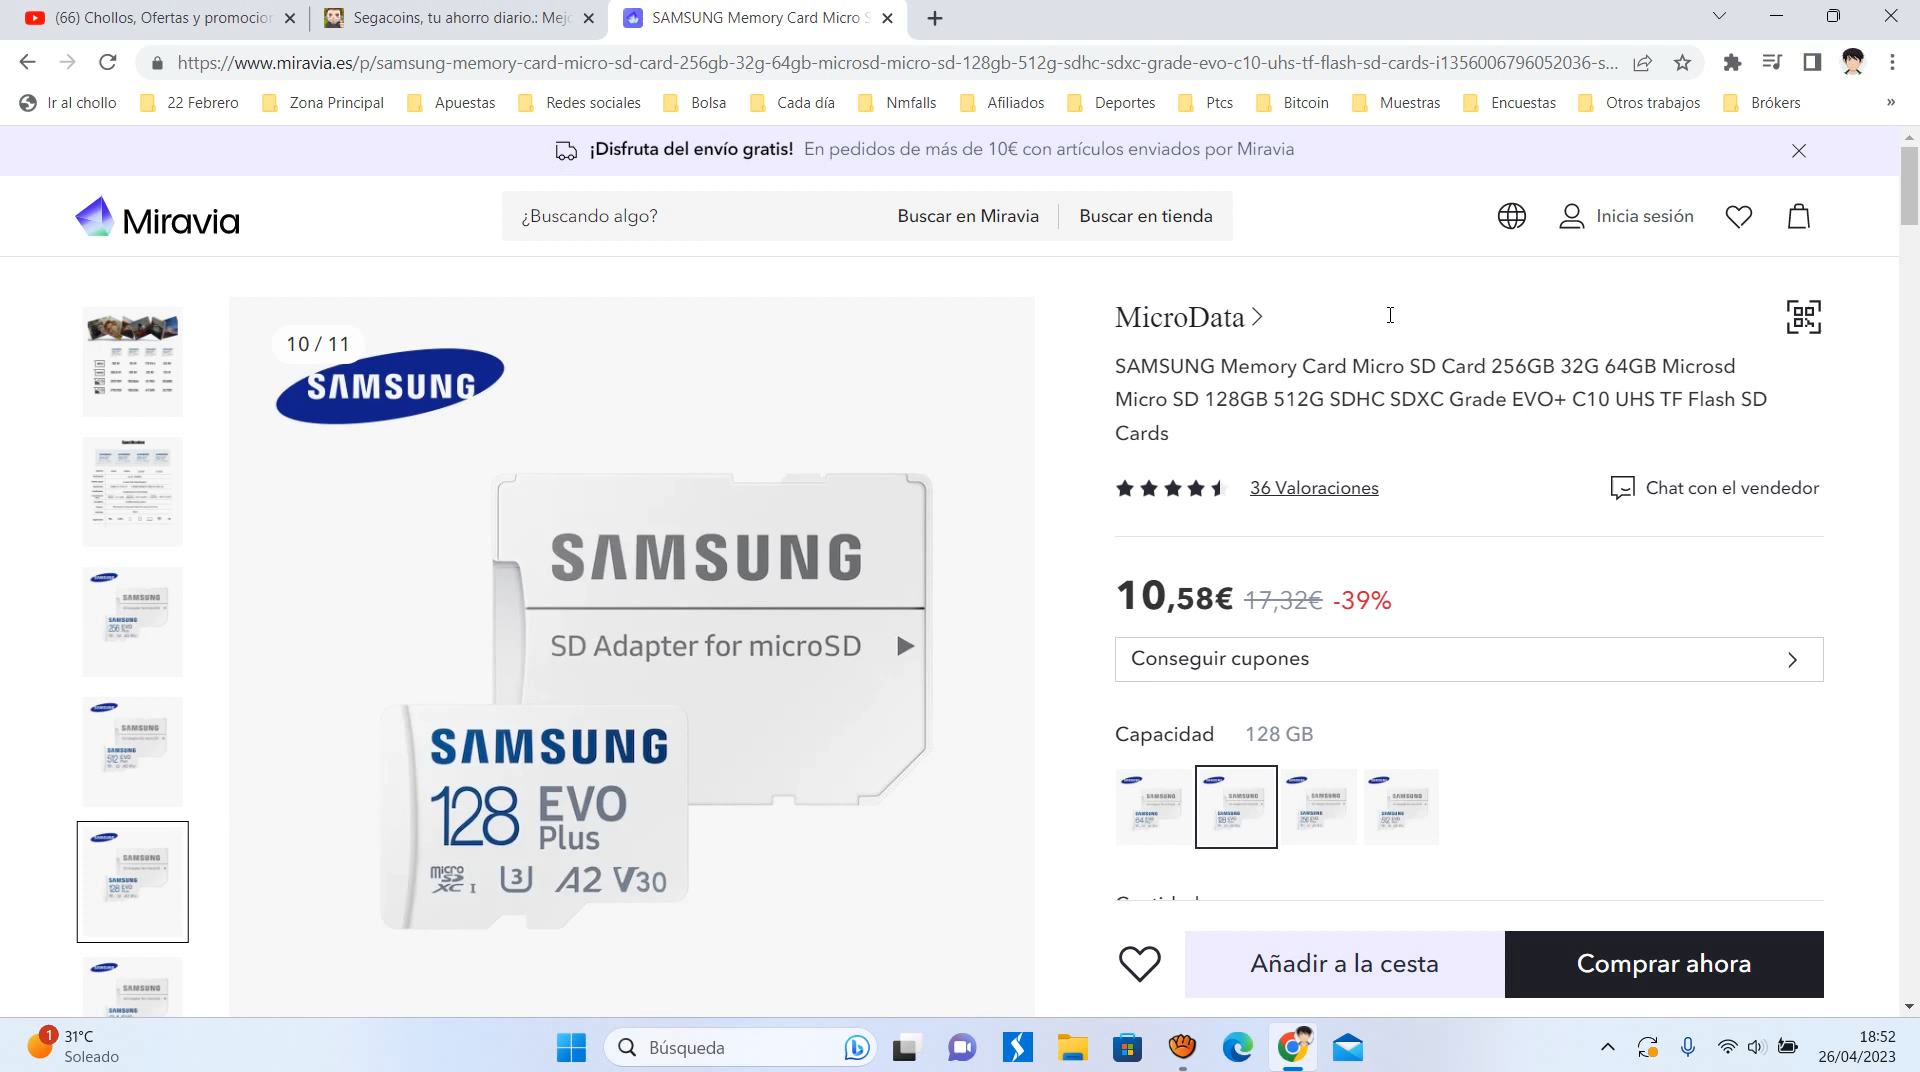 (66) Chollos, Ofertas y promocion
Segacoins, tu ahorro diario.: Mejo
SAMSUNG Memory Card Micro S
https://www.miravia.es/p/samsung-memory-card-micro-sd-card-256gb-32g-64gb-microsd-micro-sd-128gb-512g-sdhc-sdxc-grade-evo-c10-uhs-tf-flash-sd-cards-i1356006796052036-s...
Ir al chollo
22 Febrero
Zona Principal
Apuestas
Redes sociales
Bolsa
Cada día
Nmfalls
Afiliados
Deportes
Ptcs
Bitcoin
Muestras
Encuestas
Otros trabajos
Brókers
»
¡Disfruta del envío gratis! En pedidos de más de 10€ con artículos enviados por Miravia
Miravia
¿Buscando algo?
Buscar en Miravia
Buscar en tienda
Inicia sesión
10 / 11
SAMSUNG
SAMSUNG
SD Adapter for microSD
SAMSUNG
128 EVO
Plus
micro
SD
XC I U3 A2 V30
MicroData
SAMSUNG Memory Card Micro SD Card 256GB 32G 64GB Microsd
Micro SD 128GB 512G SDHC SDXC Grade EVO+ C10 UHS TF Flash SD
Cards
36 Valoraciones
Chat con el vendedor
10,58€ 17,32€ -39%
Conseguir cupones
Capacidad 128 GB
Añadir a la cesta
Comprar ahora
1
31°C
Soleado
Búsqueda
18:52
26/04/2023